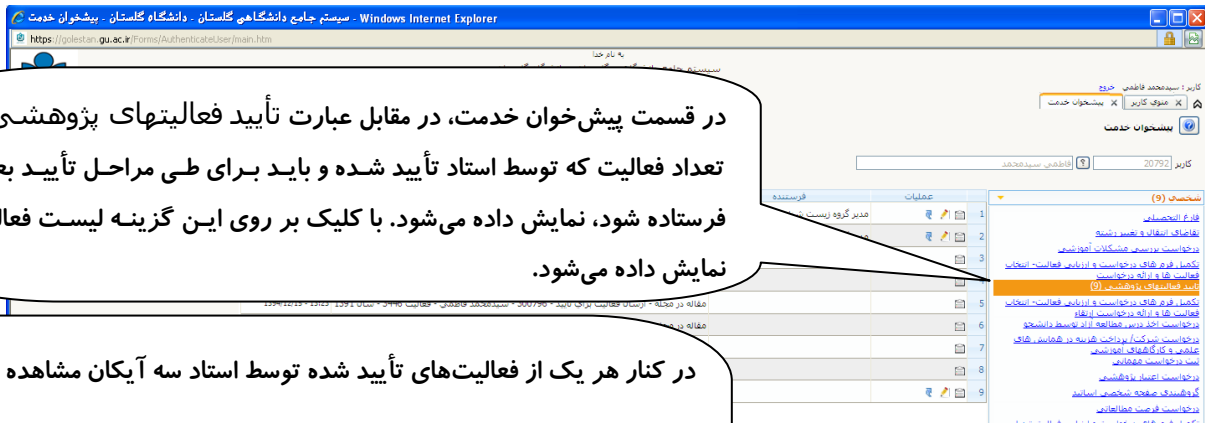 سیستم جامع دانشگاهی گلستان - دانشگاه گلستان - پیشخوان خدمت - Windows Internet Explorer
https://golestan.gu.ac.ir/Forms/AuthenticateUser/main.htm
به نام خدا
کاربر : سیدمحمد فاطمی خروج
منوی کاربر X پیشخوان خدمت X
پیشخوان خدمت
کاربر 20792 ? فاطمی سیدمحمد
در قسمت پیش‌خوان خدمت، در مقابل عبارت تأیید فعالیتهای پژوهشی
تعداد فعالیت که توسط استاد تأیید شده و باید برای طی مراحل تأیید
فرستاده شود، نمایش داده می‌شود. با کلیک بر روی این گزینه لیست
نمایش داده می‌شود.
شخصی (9)
فارغ التحصیلی
تقاضای انتقال و تغییر رشته
درخواست بررسی مشکلات آموزشی
تکمیل فرم های درخواست و ارزیابی فعالیت- انتخاب
فعالیت ها و ارائه درخواست
تایید فعالیتهای پژوهشی (9)
تکمیل فرم های درخواست و ارزیابی فعالیت- انتخاب
فعالیت ها و ارائه درخواست ارتقاء
درخواست اخذ درس مطالعه آزاد توسط دانشجو
درخواست شرکت/ پرداخت هزینه در همایش های
علمی و کارگاههای آموزشی
ثبت درخواست مهمانی
درخواست اعتبار پژوهشی
گروهبندی صفحه شخصی اساتید
درخواست فرصت مطالعاتی
عملیات فرستنده
1 مدیر گروه زیست
2
3
4
5 مقاله در مجله - ارسال فعالیت برای تایید - 300796 - سیدمحمد فاطمی - فعالیت 3446 - سال 1391
6 مقاله در
7
8
9
در کنار هر یک از فعالیت‌های تأیید شده توسط استاد سه آیکان مشاهده